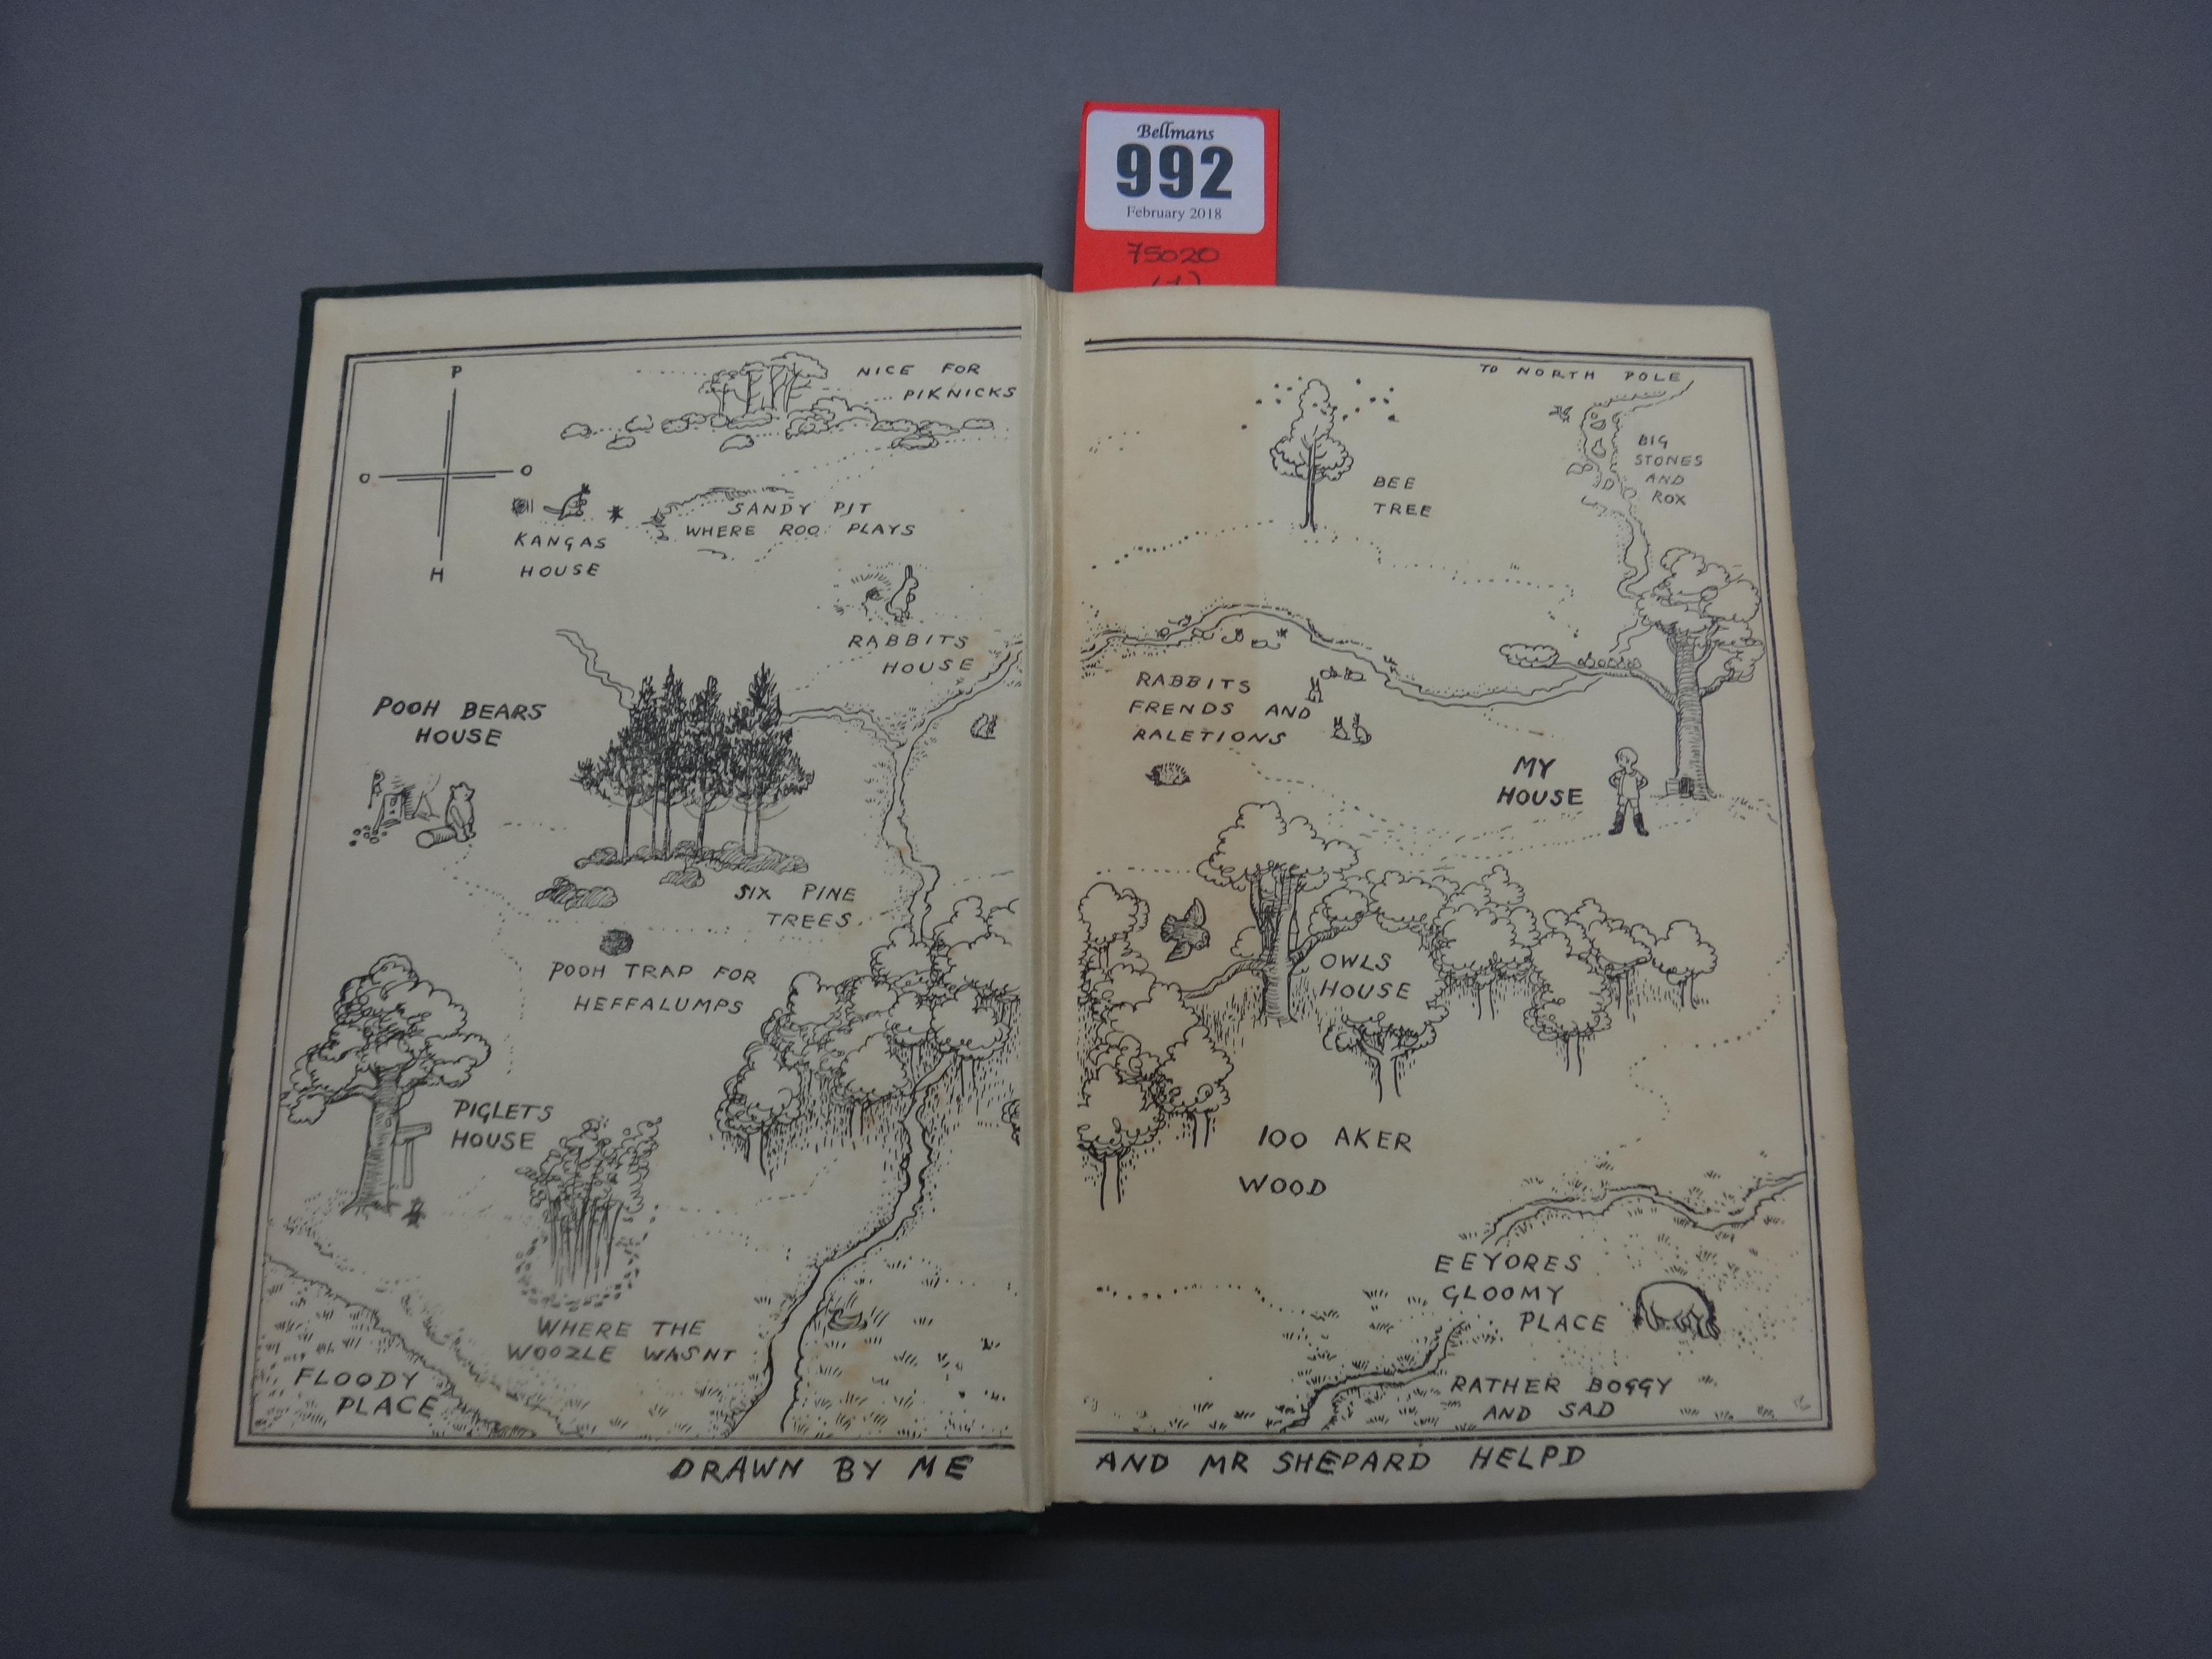 Bellmans
992
February 2018
75020
(1)
P
O
O
H
NICE FOR
PIKNICKS
SANDY PIT
WHERE ROO PLAYS
KANGAS
HOUSE
RABBITS
HOUSE
POOH BEARS
HOUSE
SIX PINE
TREES
POOH TRAP FOR
HEFFALUMPS
PIGLETS
HOUSE
WHERE THE
WOOZLE WASNT
FLOODY
PLACE
TO NORTH POLE
BIG
STONES
AND
ROX
BEE
TREE
RABBITS
FRENDS AND
RALETIONS
MY
HOUSE
OWLS
HOUSE
100 AKER
WOOD
EEYORES
GLOOMY
PLACE
RATHER BOGGY
AND SAD
DRAWN BY ME AND MR SHEPARD HELPD